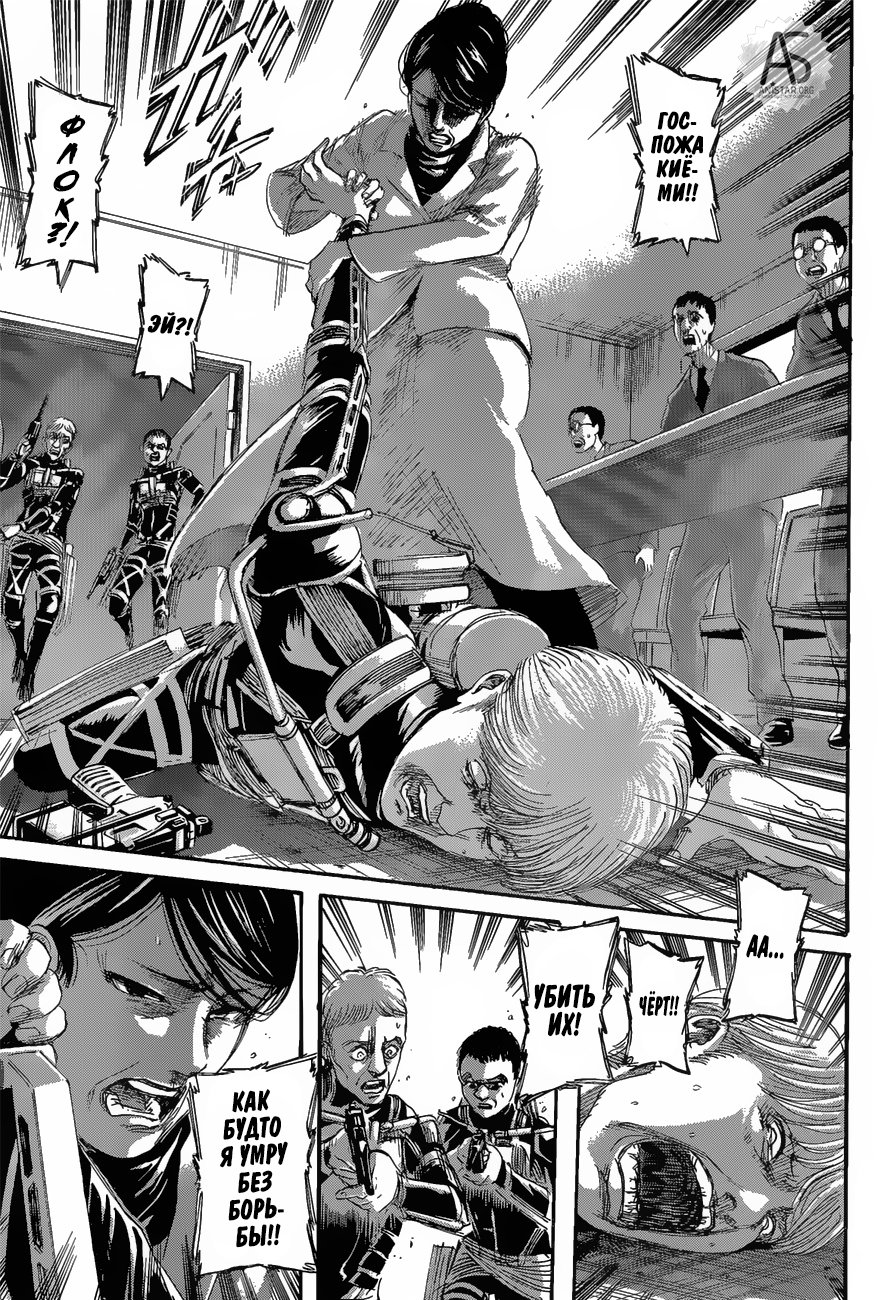 AS
ANISTAR.ORG
ГОС-
ПОЖА
КИЁ-
МИ!!
ФЛОК?!
ЭЙ?!
АА...
ЧЁРТ!!
УБИТЬ
ИХ!
КАК
БУДТО
Я УМРУ
БЕЗ
БОРЬ-
БЫ!!